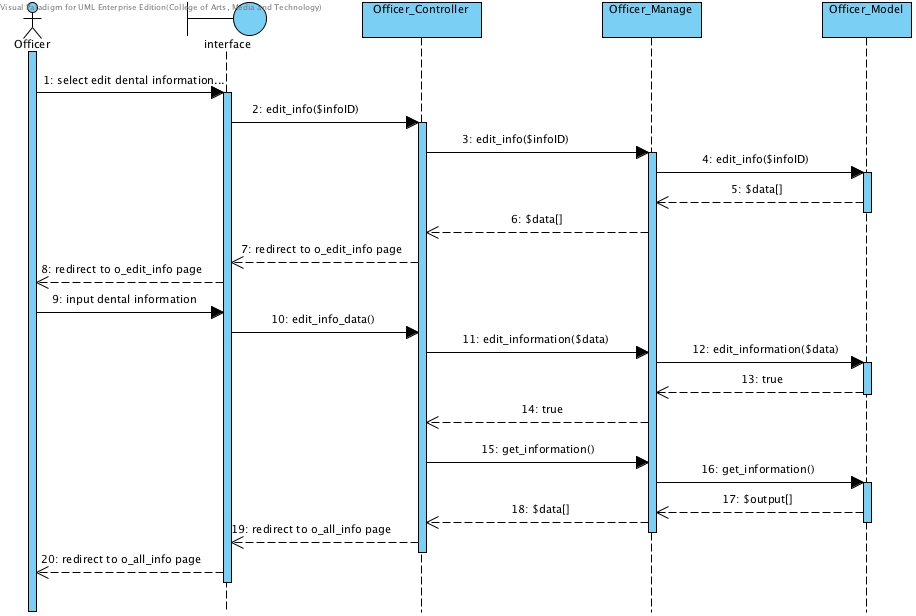 Visual Paradigm for UML Enterprise Edition(College of Arts, Media and Technology)
Officer_Controller
Officer_Manage
Officer_Model
Officer
interface
1: select edit dental information...
2: edit_info($infoID)
3: edit_info($infoID)
4: edit_info($infoID)
5: $data[]
6: $data[]
7: redirect to o_edit_info page
8: redirect to o_edit_info page
9: input dental information
10: edit_info_data()
11: edit_information($data)
12: edit_information($data)
13: true
14: true
15: get_information()
16: get_information()
17: $output[]
18: $data[]
19: redirect to o_all_info page
20: redirect to o_all_info page